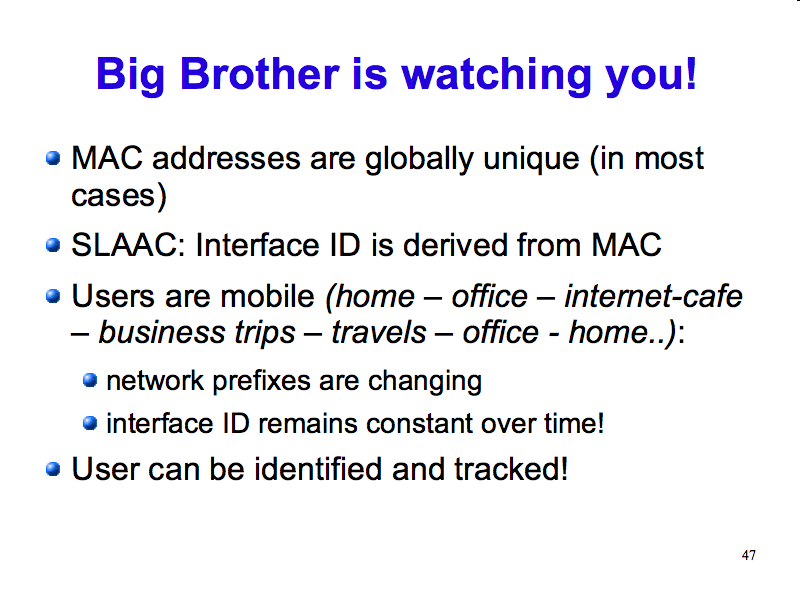 Big Brother is watching you!
MAC addresses are globally unique (in most
cases)
SLAAC: Interface ID is derived from MAC
Users are mobile (home – office – internet-cafe
– business trips – travels – office - home..):
network prefixes are changing
interface ID remains constant over time!
User can be identified and tracked!
47